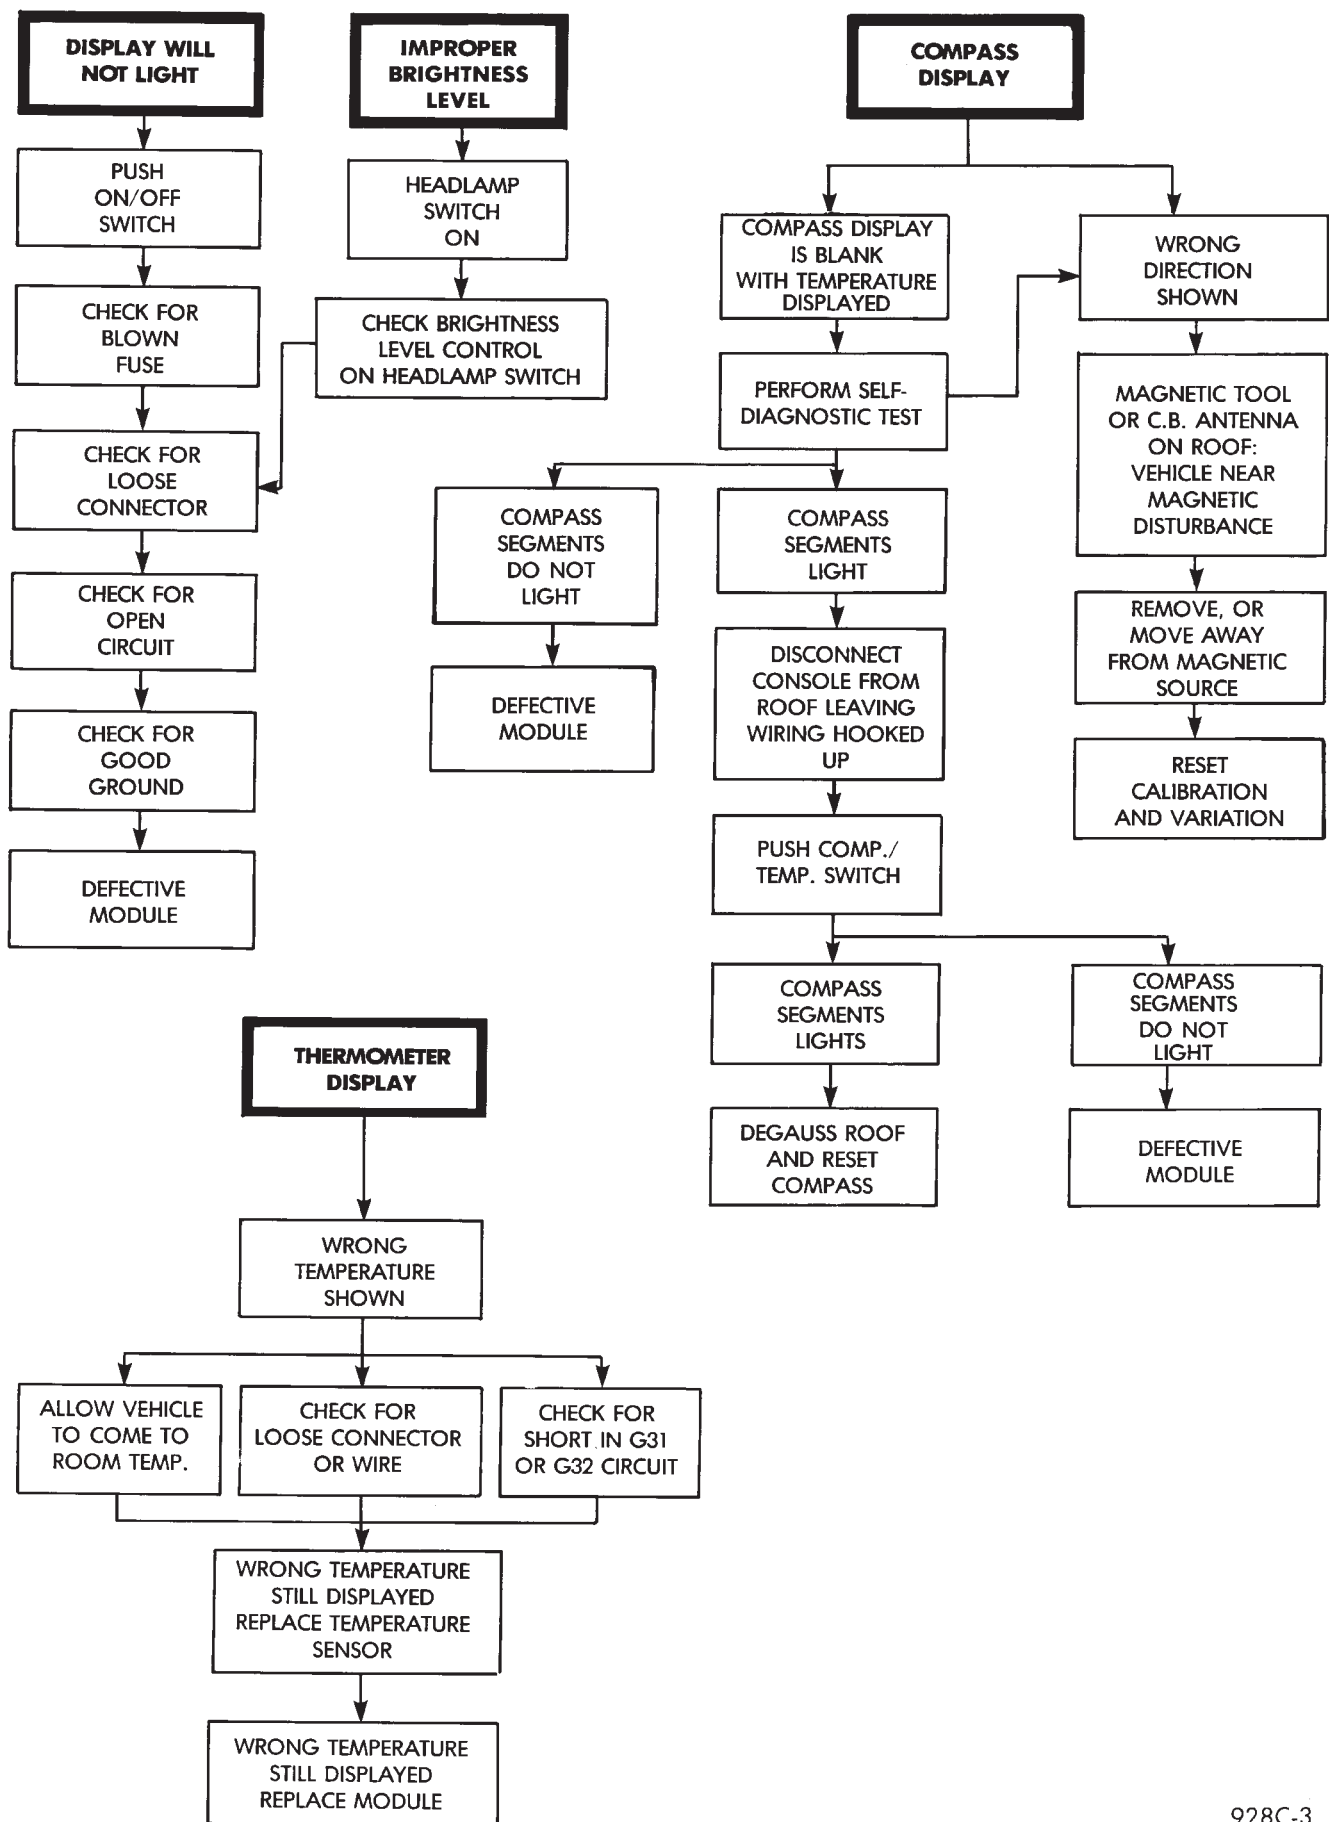 DISPLAY WILL
NOT LIGHT
PUSH
ON/OFF
SWITCH
CHECK FOR
BLOWN
FUSE
CHECK FOR
LOOSE
CONNECTOR
CHECK FOR
OPEN
CIRCUIT
CHECK FOR
GOOD
GROUND
DEFECTIVE
MODULE
IMPROPER
BRIGHTNESS
LEVEL
HEADLAMP
SWITCH
ON
CHECK BRIGHTNESS
LEVEL CONTROL
ON HEADLAMP SWITCH
COMPASS
DISPLAY
COMPASS DISPLAY
IS BLANK
WITH TEMPERATURE
DISPLAYED
PERFORM SELF-
DIAGNOSTIC TEST
COMPASS
SEGMENTS
DO NOT
LIGHT
DEFECTIVE
MODULE
COMPASS
SEGMENTS
LIGHT
DISCONNECT
CONSOLE FROM
ROOF LEAVING
WIRING HOOKED
UP
PUSH COMP./
TEMP. SWITCH
COMPASS
SEGMENTS
LIGHTS
DEGAUSS ROOF
AND RESET
COMPASS
COMPASS
SEGMENTS
DO NOT
LIGHT
DEFECTIVE
MODULE
WRONG
DIRECTION
SHOWN
MAGNETIC TOOL
OR C.B. ANTENNA
ON ROOF:
VEHICLE NEAR
MAGNETIC
DISTURBANCE
REMOVE, OR
MOVE AWAY
FROM MAGNETIC
SOURCE
RESET
CALIBRATION
AND VARIATION
THERMOMETER
DISPLAY
WRONG
TEMPERATURE
SHOWN
ALLOW VEHICLE
TO COME TO
ROOM TEMP.
CHECK FOR
LOOSE CONNECTOR
OR WIRE
CHECK FOR
SHORT IN G31
OR G32 CIRCUIT
WRONG TEMPERATURE
STILL DISPLAYED
REPLACE TEMPERATURE
SENSOR
WRONG TEMPERATURE
STILL DISPLAYED
REPLACE MODULE
928C-3